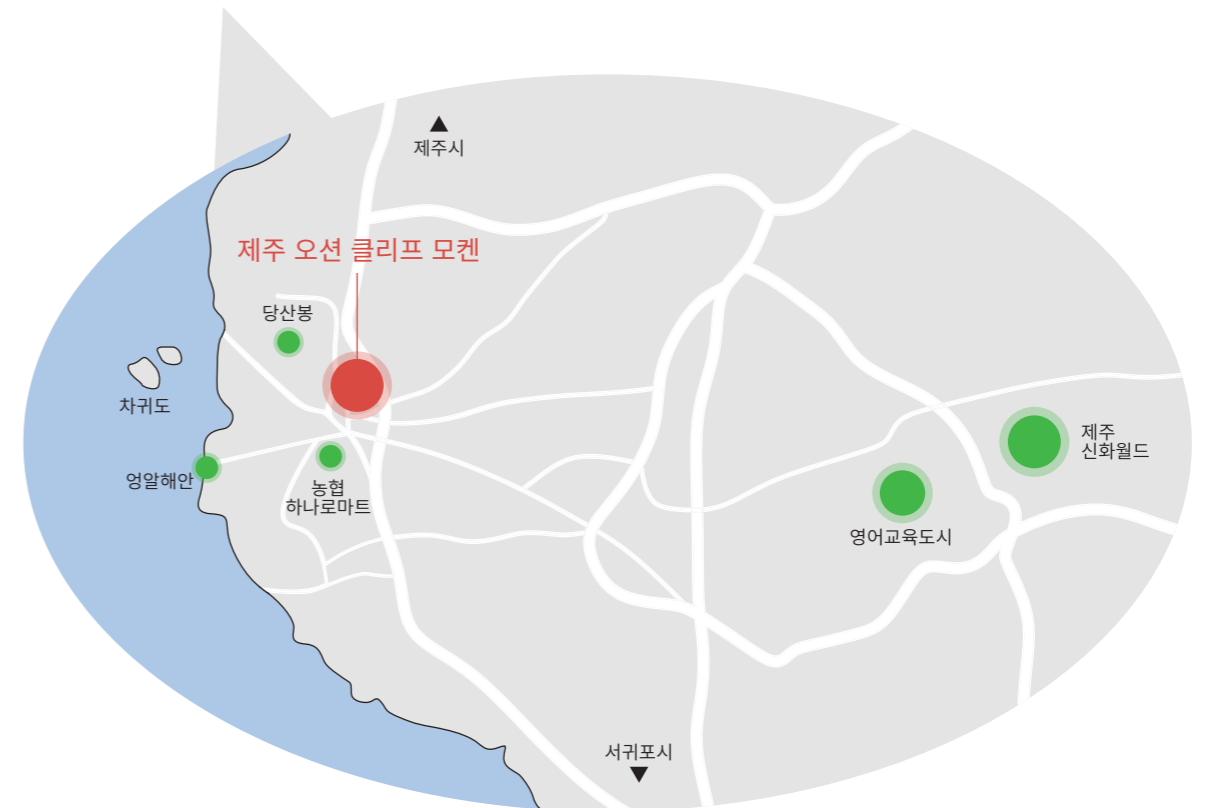 제주시
제주 오션 클리프 모켄
당산봉
차귀도
엉알해안
농협
하나로마트
제주
신화월드
영어교육도시
서귀포시